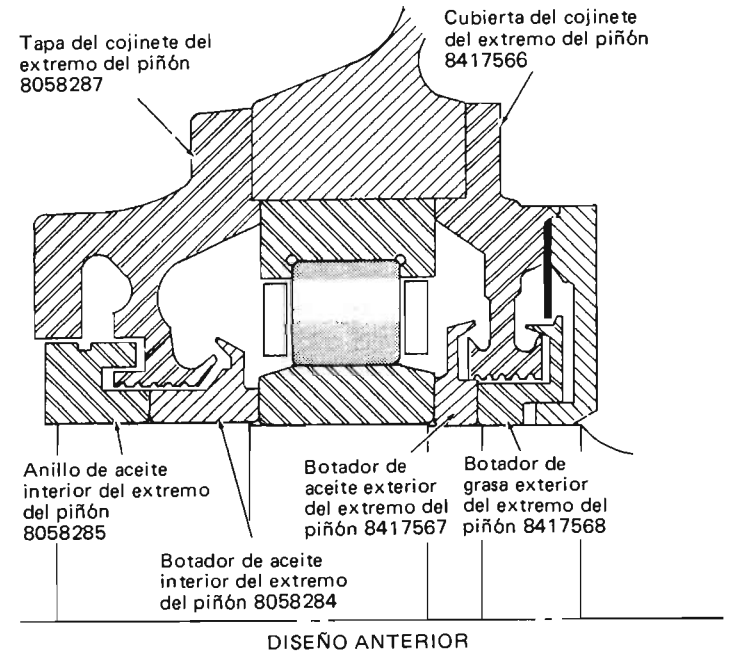 Tapa del cojinete del
extremo del piñón
8058287
Cubierta del cojinete
del extremo del piñón
8417566
Anillo de aceite
interior del extremo
del piñón
8058285
Botador de aceite
interior del extremo
del piñón 8058284
Botador de
aceite exterior
del extremo del
piñón 8417567
Botador de
grasa exterior
del extremo del
piñón 8417568
DISEÑO ANTERIOR